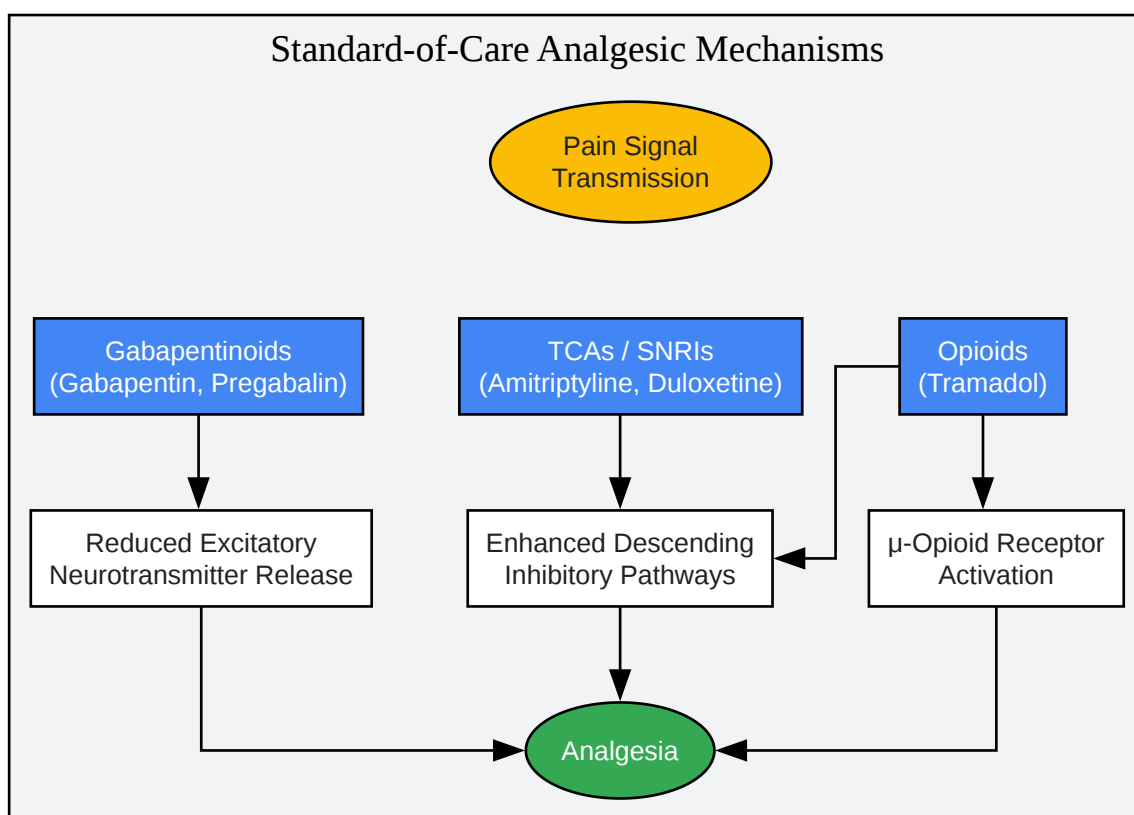 Standard-of-Care Analgesic Mechanisms
Pain Signal
Transmission
Gabapentinoids
(Gabapentin, Pregabalin)
TCAs / SNRIs
(Amitriptyline, Duloxetine)
Opioids
(Tramadol)
Reduced Excitatory
Neurotransmitter Release
Enhanced Descending
Inhibitory Pathways
μ-Opioid Receptor
Activation
Analgesia